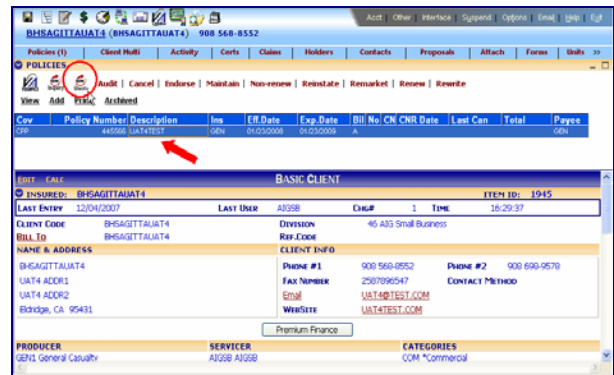 Acct | Other | Interface | Suspend | Options | Email | Help | Exit
BHSAGITTAUAT4 (BHSAGITTAUAT4) 908 568-8552
Policies (1) Client Multi Activity Certs Claims Holders Contacts Proposals Attach Forms Units >>
POLICIES
Inquiry Audit | Cancel | Endorse | Maintain | Non-renew | Reinstate | Remarket | Renew | Rewrite
View Add Print Archived
Cov Policy Number Description Ins Eff.Date Exp.Date Bil No CN CNR Date Last Can Total Payee
CPP 445566 UAT4TEST GEN 01/23/2008 01/23/2009 A GEN
EDIT CALC BASIC CLIENT
INSURED: BHSAGITTAUAT4 ITEM ID: 1945
LAST ENTRY 12/04/2007 LAST USER AIGSB CHG# 1 TIME 16:29:37
CLIENT CODE BHSAGITTAUAT4 DIVISION 46 AIG Small Business
BILL TO BHSAGITTAUAT4 REF.CODE
NAME & ADDRESS CLIENT INFO
BHSAGITTAUAT4 PHONE #1 908 568-8552 PHONE #2 908 698-9578
UAT4 ADDR1 FAX NUMBER 2587896547 CONTACT METHOD
UAT4 ADDR2 Email UAT4@TEST.COM
Eldridge, CA 95431 WEBSITE UAT4TEST.COM
Premium Finance
PRODUCER SERVICER CATEGORIES
GEN1 General Casualty AIGSB AIGSB COM *Commercial